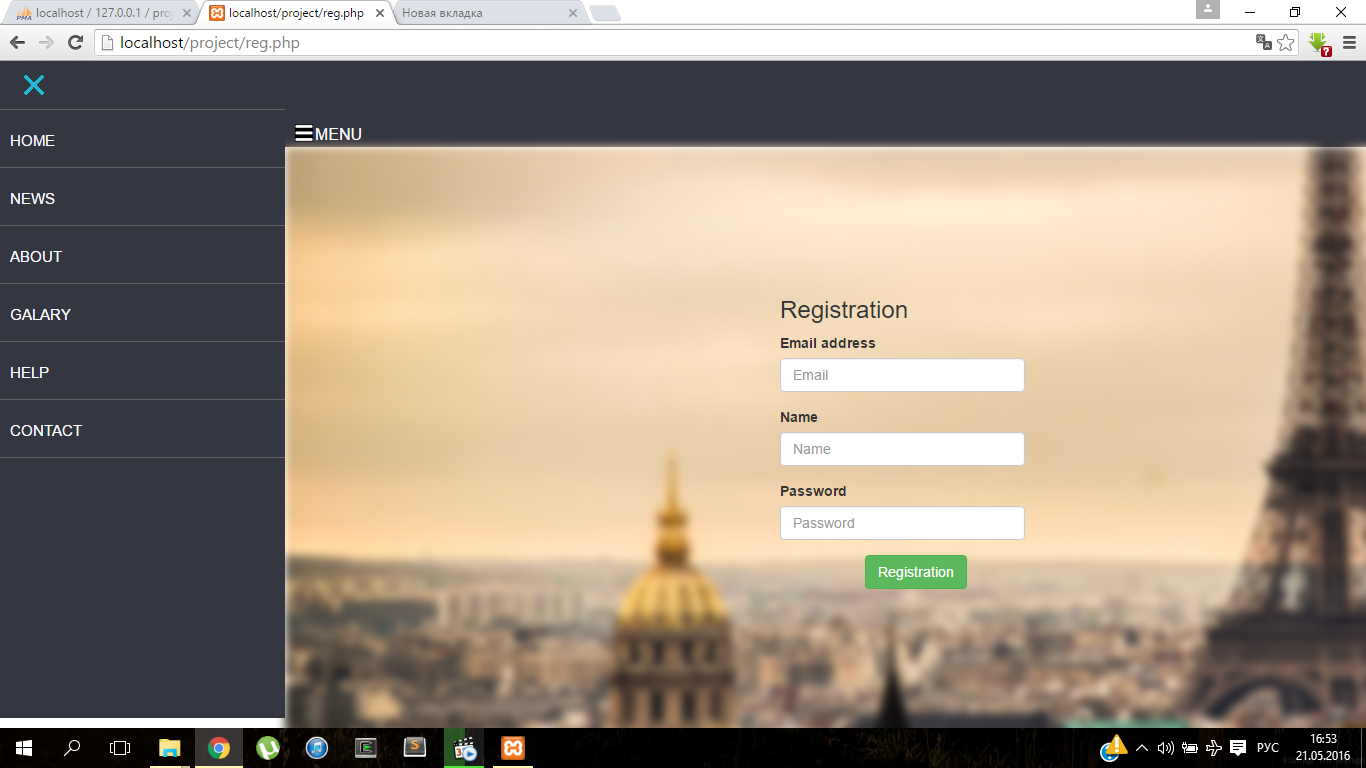 localhost / 127.0.0.1 / pro
localhost/project/reg.php
Новая вкладка
localhost/project/reg.php
MENU
HOME
NEWS
ABOUT
GALARY
HELP
CONTACT
Registration
Email address
Email
Name
Name
Password
Password
Registration
РУС
16:53
21.05.2016